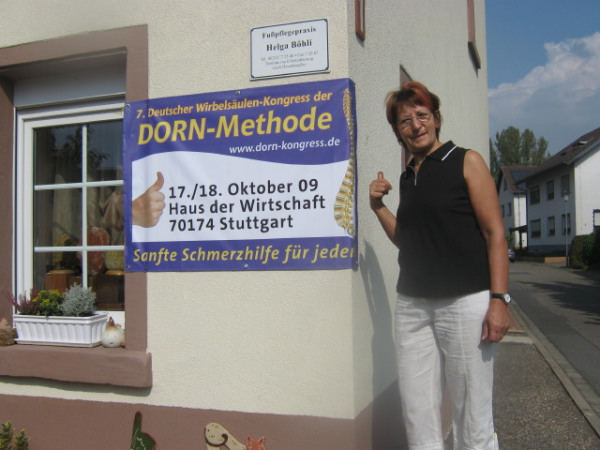 Fußpflegepraxis
Helga Böhli
7. Deutscher Wirbelsäulen-Kongress der
DORN-Methode
www.dorn-kongress.de
17./18. Oktober 09
Haus der Wirtschaft
70174 Stuttgart
Sanfte Schmerzhilfe für jeden